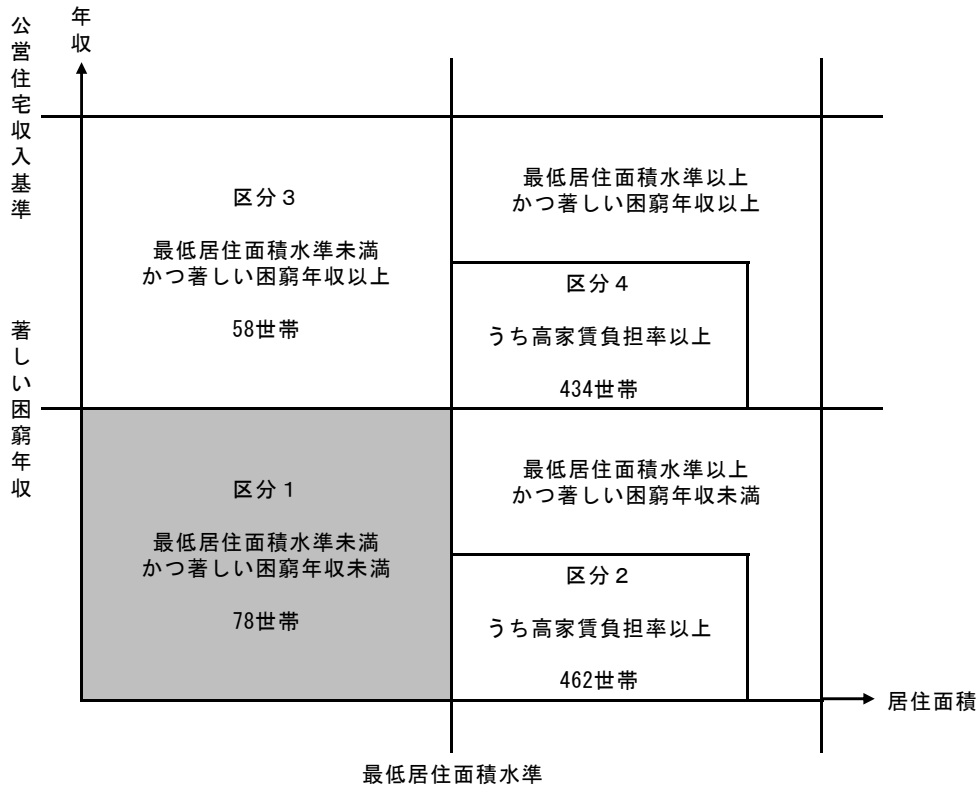 公営住宅収入基準
年収
区分３
最低居住面積水準未満
かつ著しい困窮年収以上
58世帯
最低居住面積水準以上
かつ著しい困窮年収以上
区分４
うち高家賃負担率以上
434世帯
著しい困窮年収
区分１
最低居住面積水準未満
かつ著しい困窮年収未満
78世帯
最低居住面積水準以上
かつ著しい困窮年収未満
区分２
うち高家賃負担率以上
462世帯
居住面積
最低居住面積水準